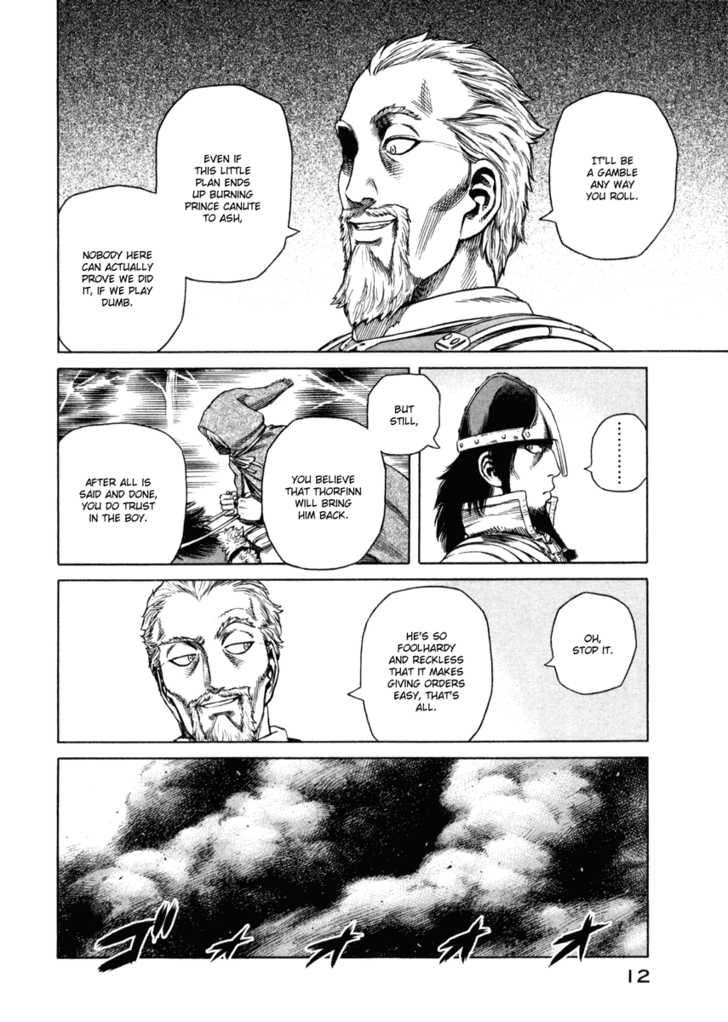 IT'LL BE
A GAMBLE
ANY WAY
YOU ROLL.
EVEN IF
THIS LITTLE
PLAN ENDS
UP BURNING
PRINCE CANUTE
TO ASH,
NOBODY HERE
CAN ACTUALLY
PROVE WE DID
IT, IF WE PLAY
DUMB.
........
BUT
STILL,
YOU BELIEVE
THAT THORFINN
WILL BRING
HIM BACK.
AFTER ALL IS
SAID AND DONE,
YOU DO TRUST
IN THE BOY.
OH,
STOP IT.
HE'S SO
FOOLHARDY
AND RECKLESS
THAT IT MAKES
GIVING ORDERS
EASY, THAT'S
ALL.
ゴォォォォ
12